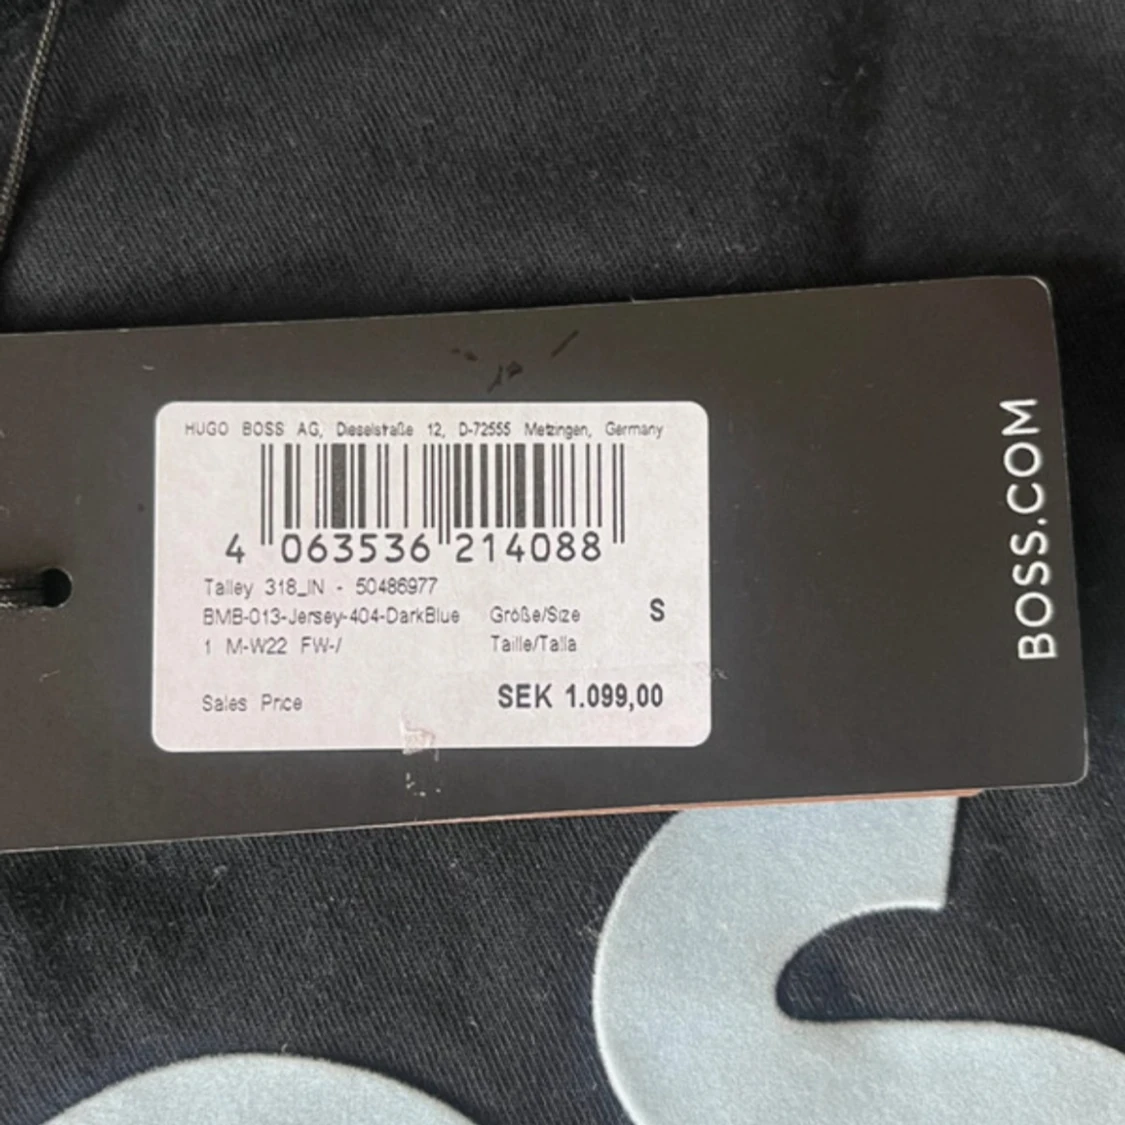 HUGO BOSS AG, Dieselstraße 12, D-72555 Metzingen, Germany
4 063536 214088
Talley 318_IN - 50486977
BMB-013-Jersey-404-DarkBlue Größe/Size S
1 M-W22 FW-/ Taille/Talla
Sales Price SEK 1.099,00
BOSS.COM